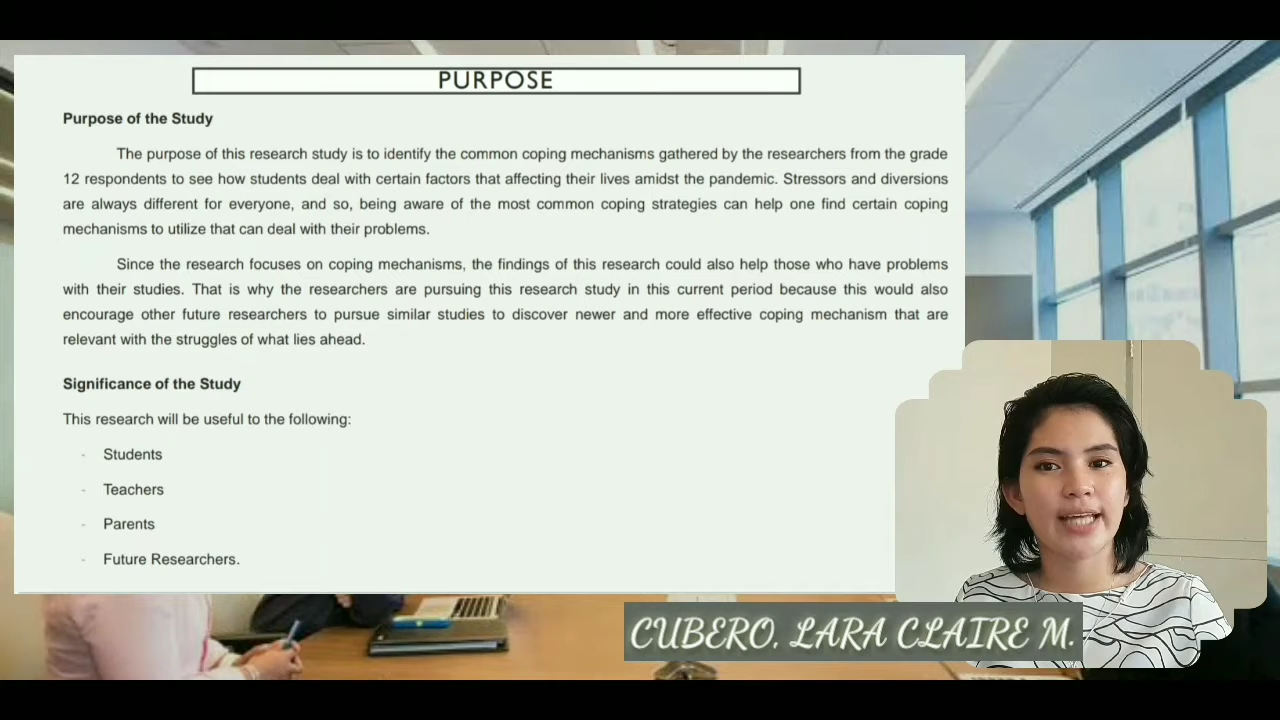 PURPOSE
Purpose of the Study
The purpose of this research study is to identify the common coping mechanisms gathered by the researchers from the grade
12 respondents to see how students deal with certain factors that affecting their lives amidst the pandemic. Stressors and diversions
are always different for everyone, and so, being aware of the most common coping strategies can help one find certain coping
mechanisms to utilize that can deal with their problems.
Since the research focuses on coping mechanisms, the findings of this research could also help those who have problems
with their studies. That is why the researchers are pursuing this research study in this current period because this would also
encourage other future researchers to pursue similar studies to discover newer and more effective coping mechanism that are
relevant with the struggles of what lies ahead.
Significance of the Study
This research will be useful to the following:
- Students
- Teachers
- Parents
- Future Researchers.
CUBERO, LARA CLAIRE M.